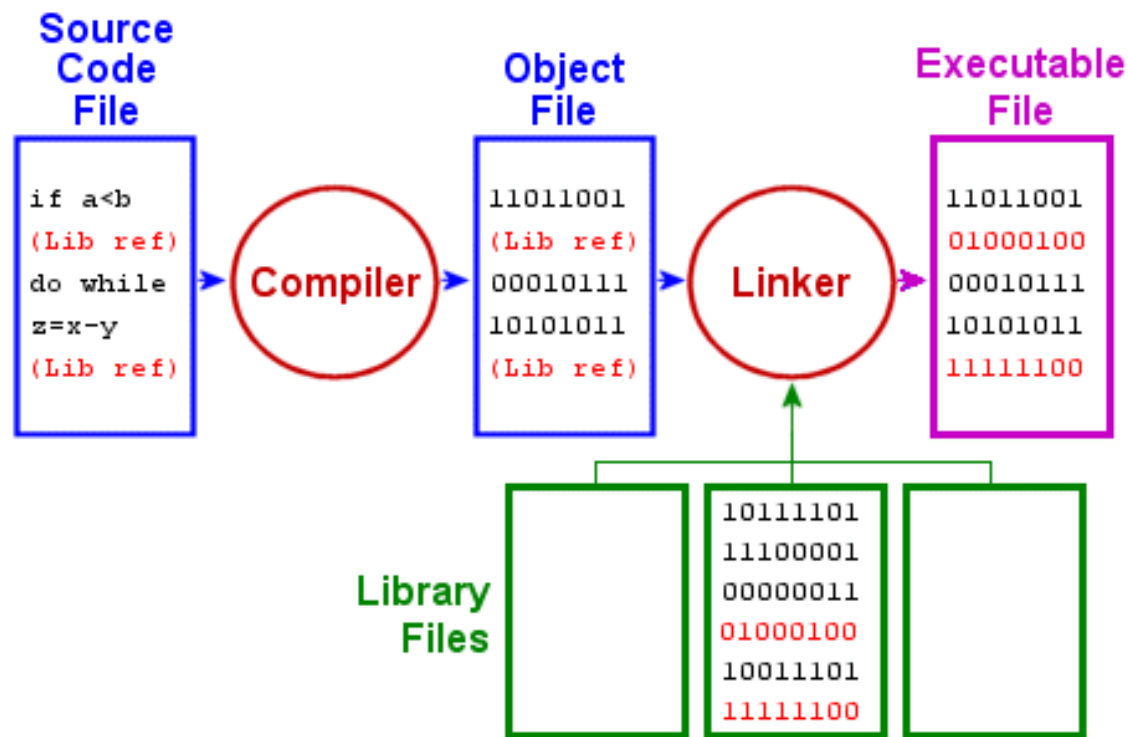 Source
Code
File
if a<b
(Lib ref)
do while
z=x-y
(Lib ref)
Compiler
Object
File
11011001
(Lib ref)
00010111
10101011
(Lib ref)
Linker
Executable
File
11011001
01000100
00010111
10101011
11111100
Library
Files
10111101
11100001
00000011
01000100
10011101
11111100